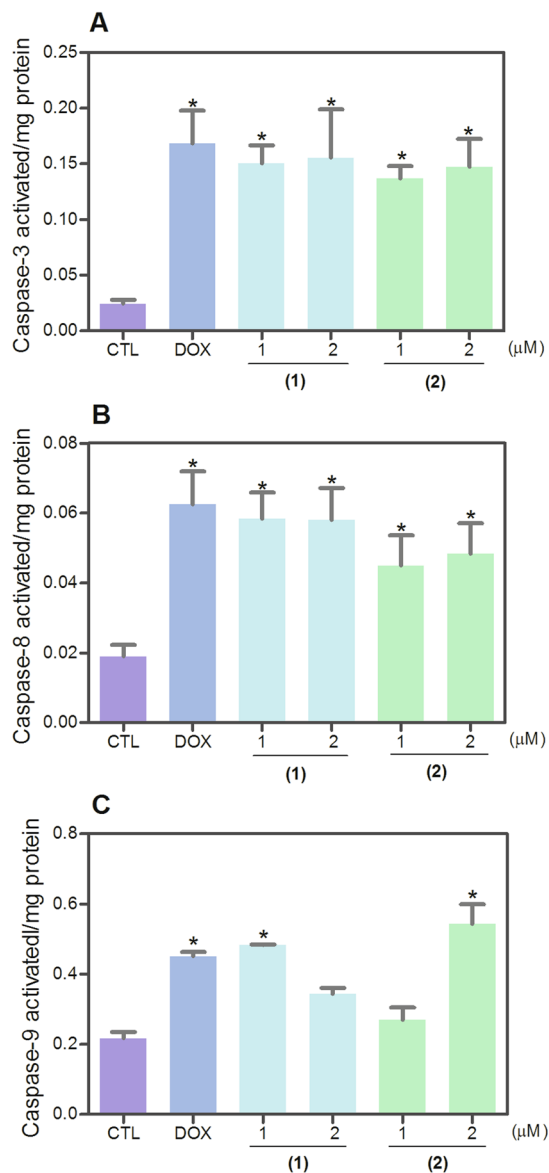 A
Caspase-3 activated/mg protein
0.25
0.20
0.15
0.10
0.05
0.00
* * * * *
CTL DOX 1 2 1 2 (μM)
(1) (2)
B
Caspase-8 activated/mg protein
0.08
0.06
0.04
0.02
0.00
* * * * *
CTL DOX 1 2 1 2 (μM)
(1) (2)
C
Caspase-9 activatedl/mg protein
0.8
0.6
0.4
0.2
0.0
* * *
CTL DOX 1 2 1 2 (μM)
(1) (2)